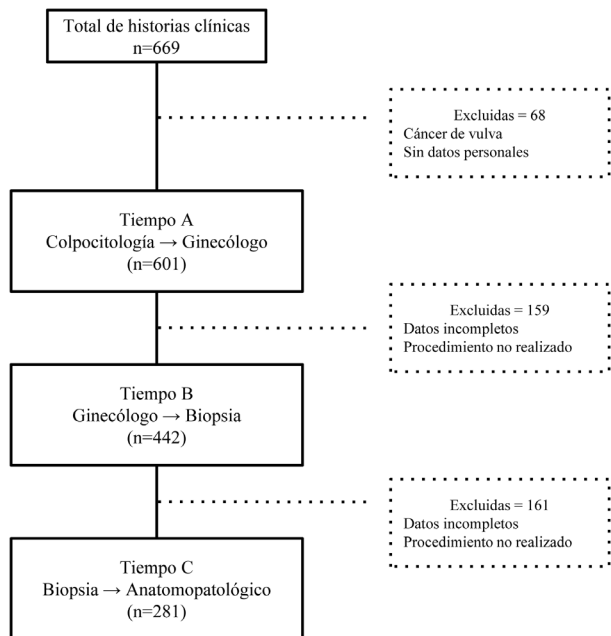 Total de historias clínicas
n=669
Excluidas = 68
Cáncer de vulva
Sin datos personales
Tiempo A
Colpocitología → Ginecólogo
(n=601)
Excluidas = 159
Datos incompletos
Procedimiento no realizado
Tiempo B
Ginecólogo → Biopsia
(n=442)
Excluidas = 161
Datos incompletos
Procedimiento no realizado
Tiempo C
Biopsia → Anatomopatológico
(n=281)